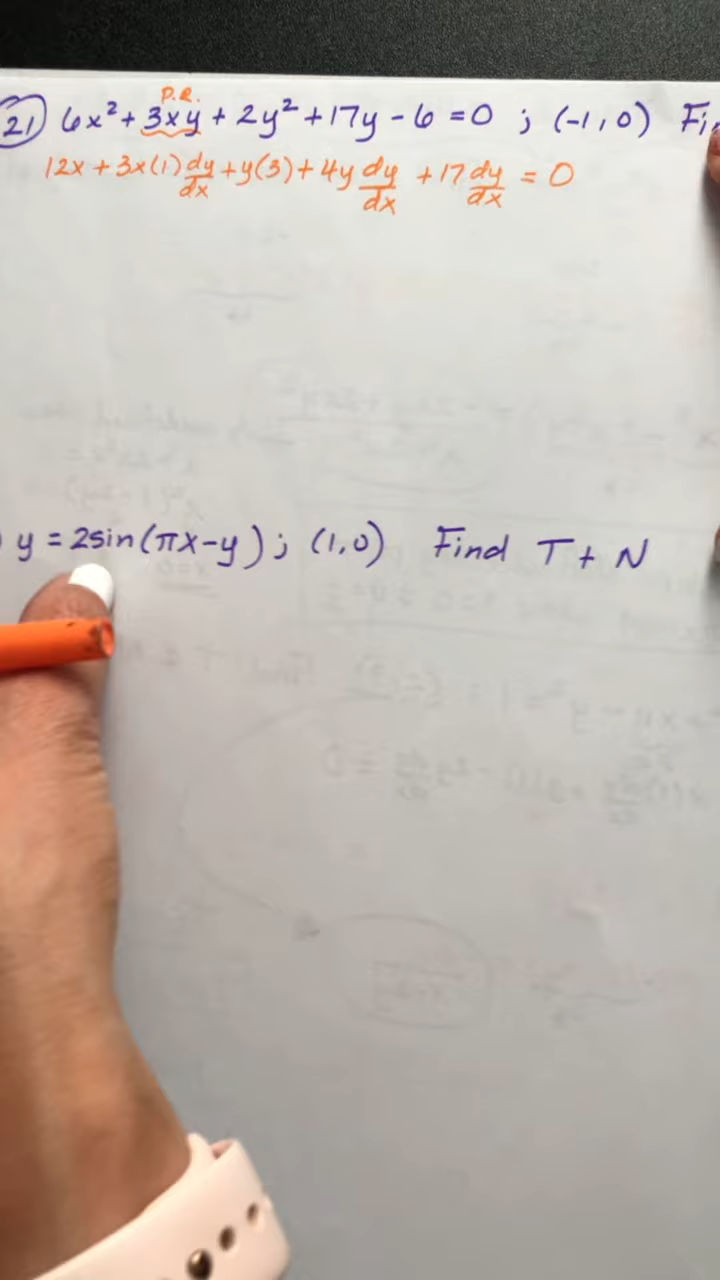 P.R.
21) 6x² + 3xy + 2y² + 17y - 6 = 0 ; (-1, 0) Fi
12x + 3x(1) dy/dx + y(3) + 4y dy/dx + 17 dy/dx = 0
y = 2sin(πx-y) ; (1, 0) Find T + N